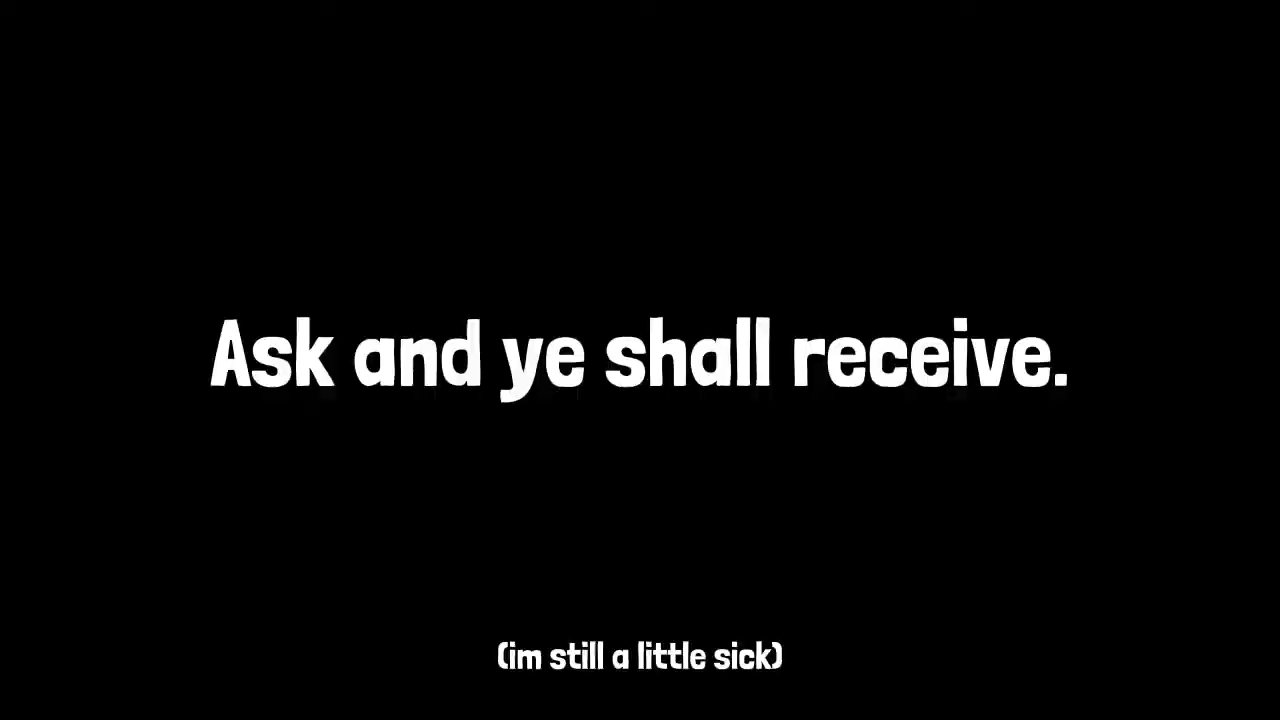 Ask and ye shall receive.
(im still a little sick)